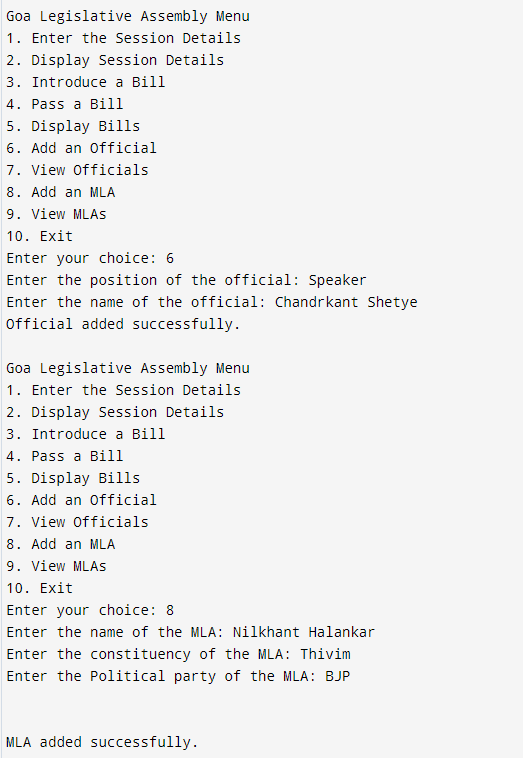 Goa Legislative Assembly Menu
1. Enter the Session Details
2. Display Session Details
3. Introduce a Bill
4. Pass a Bill
5. Display Bills
6. Add an Official
7. View Officials
8. Add an MLA
9. View MLAs
10. Exit
Enter your choice: 6
Enter the position of the official: Speaker
Enter the name of the official: Chandrkant Shetye
Official added successfully.
Goa Legislative Assembly Menu
1. Enter the Session Details
2. Display Session Details
3. Introduce a Bill
4. Pass a Bill
5. Display Bills
6. Add an Official
7. View Officials
8. Add an MLA
9. View MLAs
10. Exit
Enter your choice: 8
Enter the name of the MLA: Nilkhant Halankar
Enter the constituency of the MLA: Thivim
Enter the Political party of the MLA: BJP
MLA added successfully.